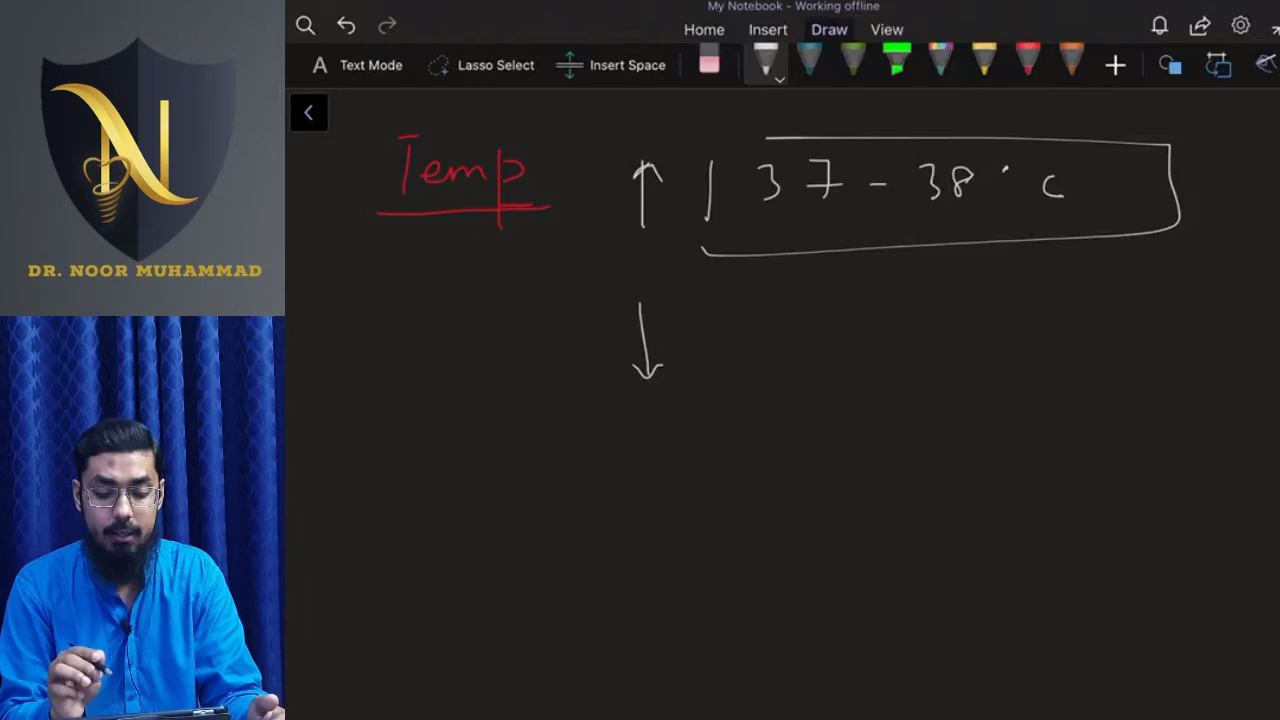 My Notebook - Working offline
Home Insert Draw View
A Text Mode Lasso Select Insert Space
N
DR. NOOR MUHAMMAD
Temp ↑ 37 - 38° c
↓